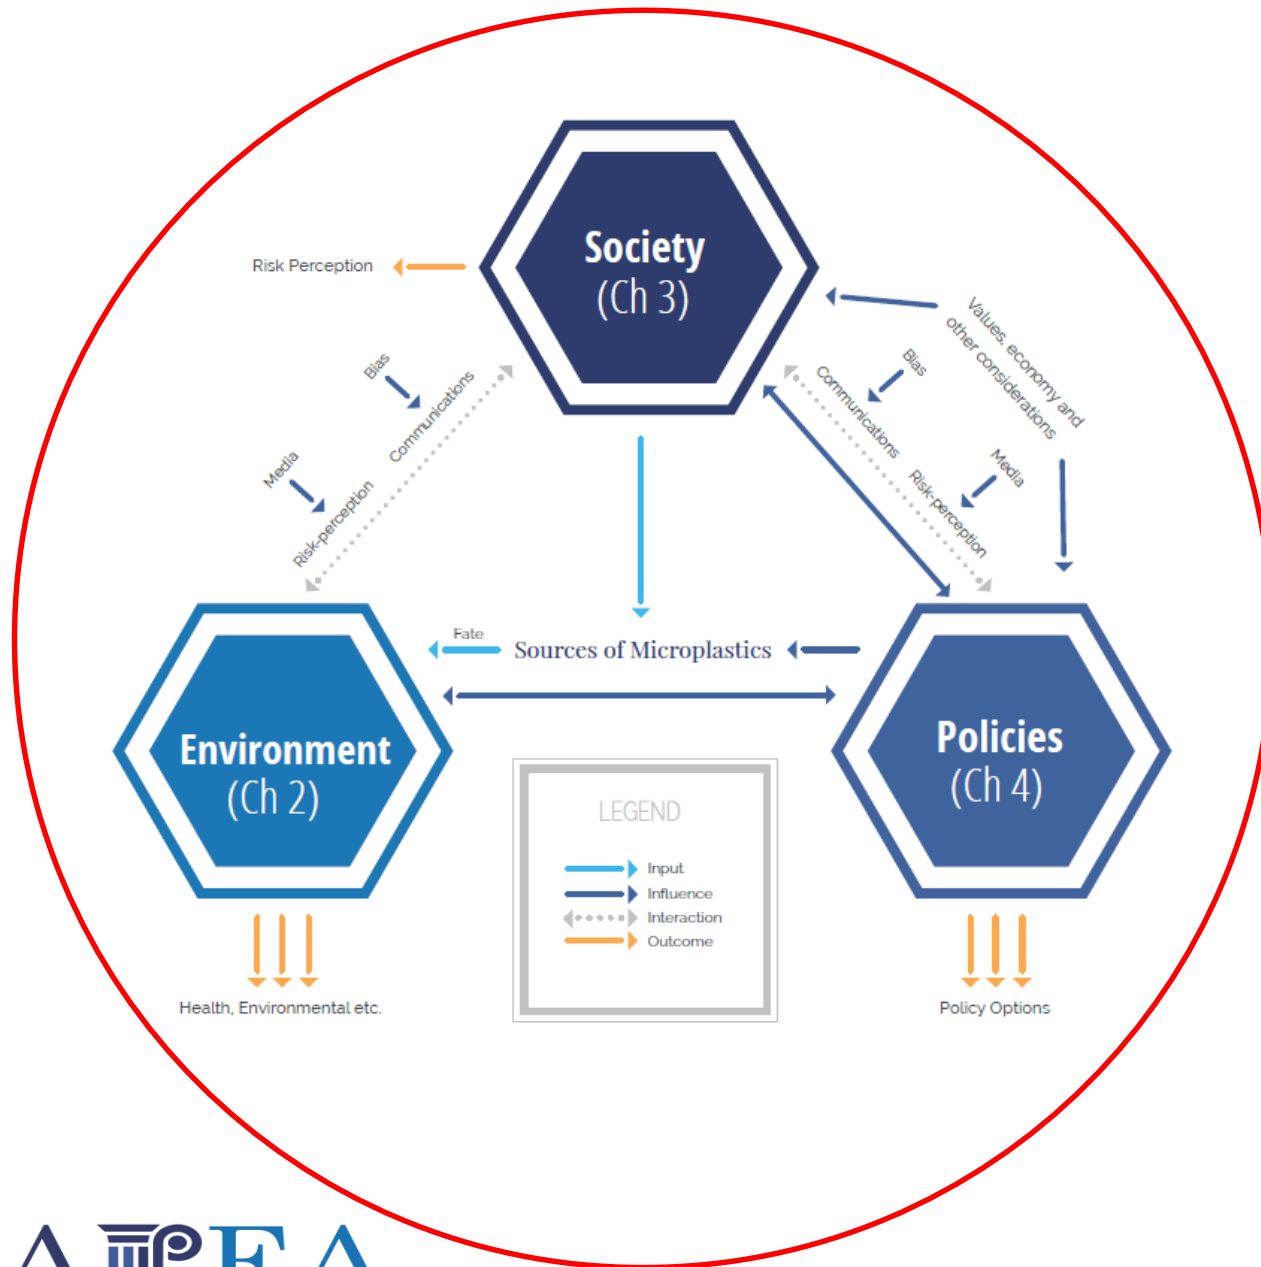 Society
(Ch 3)
Risk Perception
Values, economy and
other considerations
Bias
Communications
Media
Risk-perception
Bias
Communications
Media
Risk-perception
Fate
Sources of Microplastics
Environment
(Ch 2)
Policies
(Ch 4)
LEGEND
Input
Influence
Interaction
Outcome
Health, Environmental etc.
Policy Options